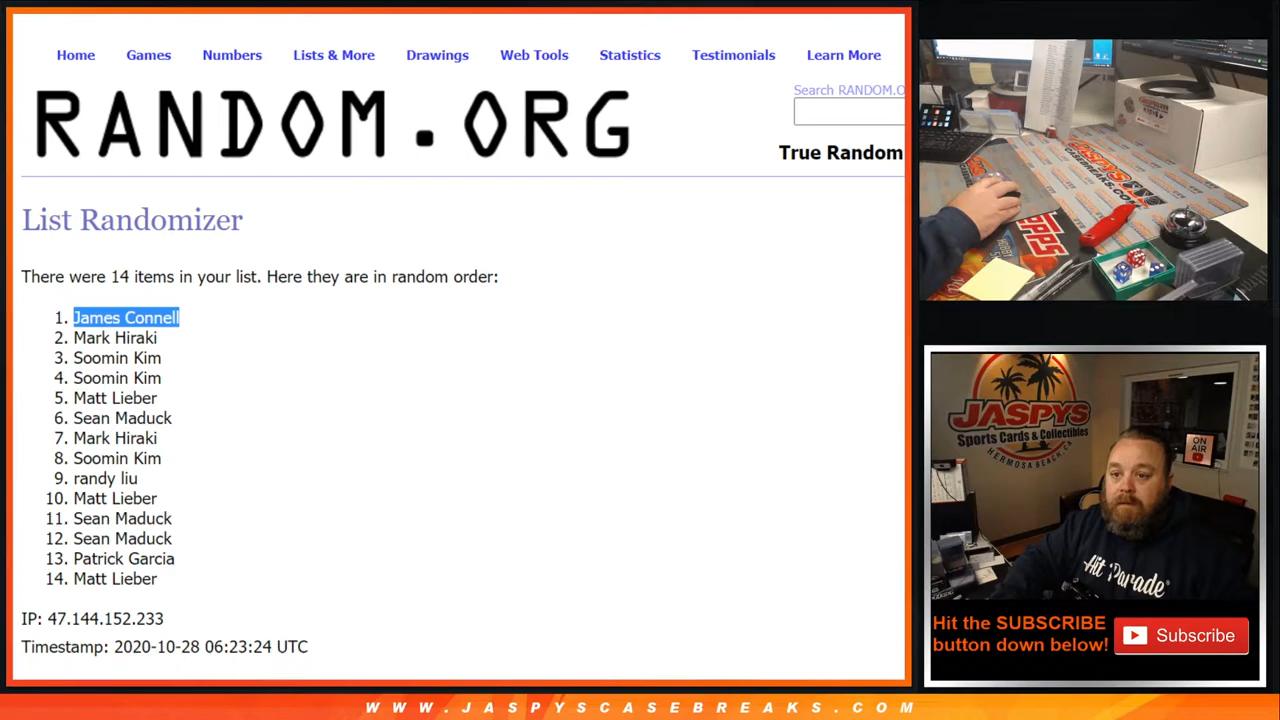 Home Games Numbers Lists & More Drawings Web Tools Statistics Testimonials Learn More
Search RANDOM.O
RANDOM.ORG
True Random
List Randomizer
There were 14 items in your list. Here they are in random order:
1. James Connell
2. Mark Hiraki
3. Soomin Kim
4. Soomin Kim
5. Matt Lieber
6. Sean Maduck
7. Mark Hiraki
8. Soomin Kim
9. randy liu
10. Matt Lieber
11. Sean Maduck
12. Sean Maduck
13. Patrick Garcia
14. Matt Lieber
IP: 47.144.152.233
Timestamp: 2020-10-28 06:23:24 UTC
JASPYS
CASEBREAKS.COM
TOPPS
JASPYS
Sports Cards & Collectibles
HERMOSA BEACH, CA
ON
AIR
Hit Parade
Hit the SUBSCRIBE
button down below!
Subscribe
WWW.JASPYSCASEBREAKS.COM